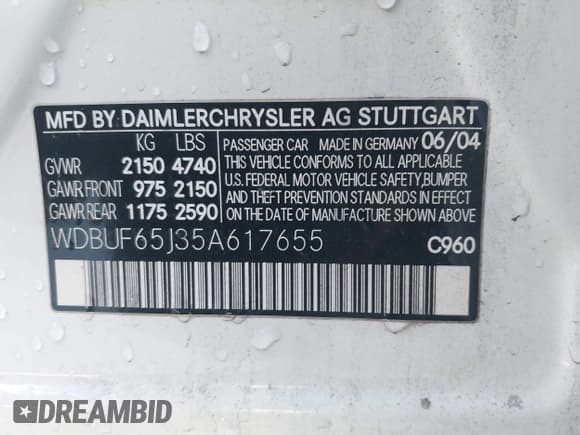 MFD BY DAIMLERCHRYSLER AG STUTTGART
KG LBS
GVWR 2150 4740
GAWR FRONT 975 2150
GAWR REAR 1175 2590
PASSENGER CAR MADE IN GERMANY 06/04
THIS VEHICLE CONFORMS TO ALL APPLICABLE
U.S. FEDERAL MOTOR VEHICLE SAFETY, BUMPER
AND THEFT PREVENTION STANDARDS IN EFFECT
ON THE DATE OF MANUFACTURE SHOWN ABOVE.
WDBUF65J35A617655 C960
DREAMBID